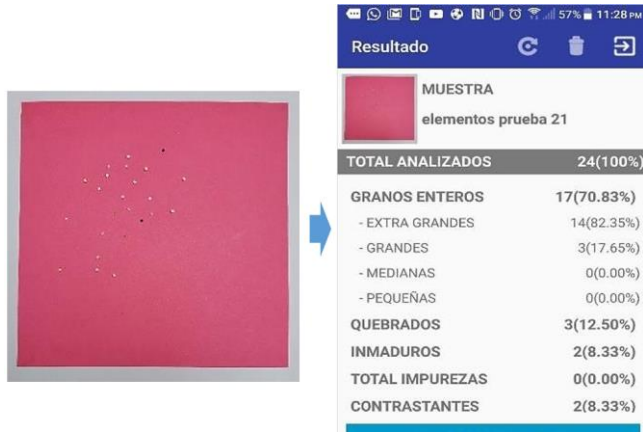 57% 11:28 PM
Resultado
MUESTRA
elementos prueba 21
TOTAL ANALIZADOS 24(100%)
GRANOS ENTEROS 17(70.83%)
- EXTRA GRANDES 14(82.35%)
- GRANDES 3(17.65%)
- MEDIANAS 0(0.00%)
- PEQUEÑAS 0(0.00%)
QUEBRADOS 3(12.50%)
INMADUROS 2(8.33%)
TOTAL IMPUREZAS 0(0.00%)
CONTRASTANTES 2(8.33%)